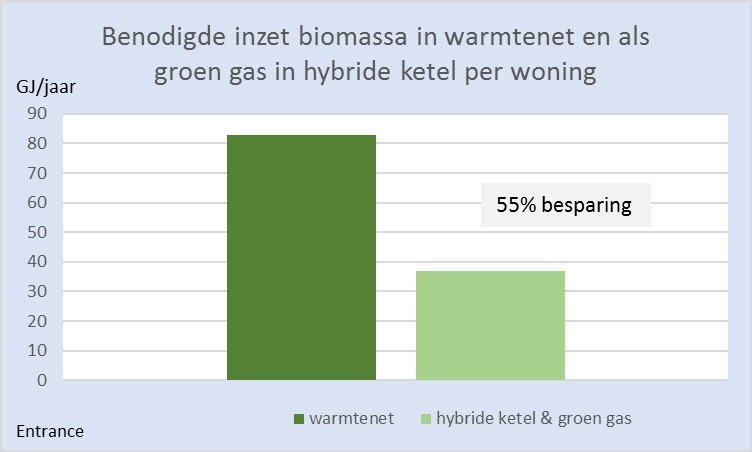 Benodigde inzet biomassa in warmtenet en als
groen gas in hybride ketel per woning
GJ/jaar
90
80
70
60
50
40
30
20
10
0
55% besparing
warmtenet
hybride ketel & groen gas
Entrance